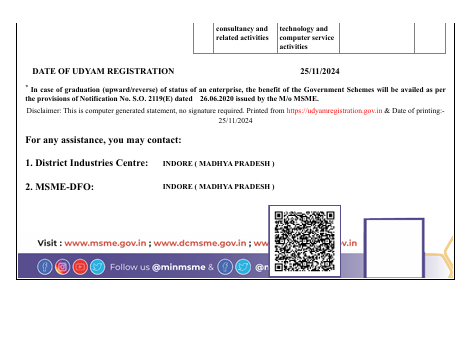 consultancy and related activities
technology and computer service activities
DATE OF UDYAM REGISTRATION 25/11/2024
* In case of graduation (upward/reverse) of status of an enterprise, the benefit of the Government Schemes will be availed as per
the provisions of Notification No. S.O. 2119(E) dated 26.06.2020 issued by the M/o MSME.
Disclaimer: This is computer generated statement, no signature required. Printed from https://udyamregistration.gov.in & Date of printing:-
25/11/2024
For any assistance, you may contact:
1. District Industries Centre: INDORE ( MADHYA PRADESH )
2. MSME-DFO: INDORE ( MADHYA PRADESH )
Visit : www.msme.gov.in ; www.dcmsme.gov.in ; ww
v.in
Follow us @minmsme &